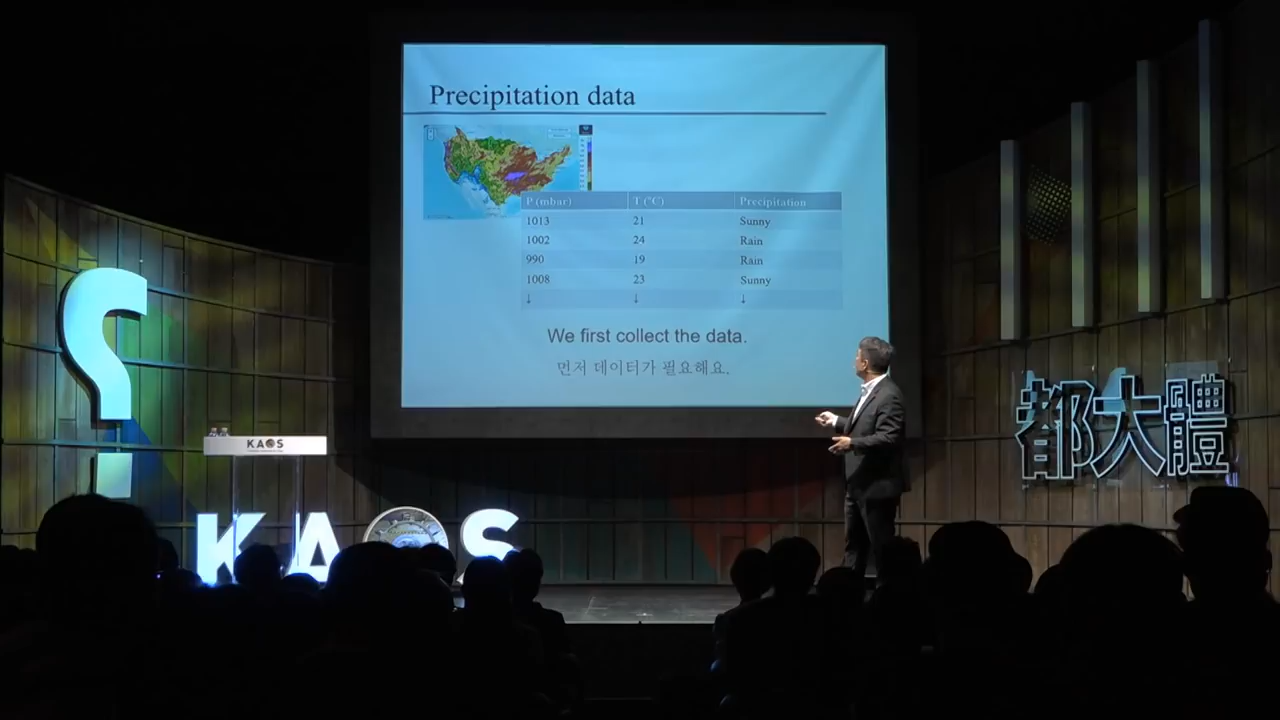 Precipitation data
P (mbar) T (°C) Precipitation
1013 21 Sunny
1002 24 Rain
990 19 Rain
1008 23 Sunny
↓ ↓ ↓
We first collect the data.
먼저 데이터가 필요해요.
都大體
KAOS
KAOS